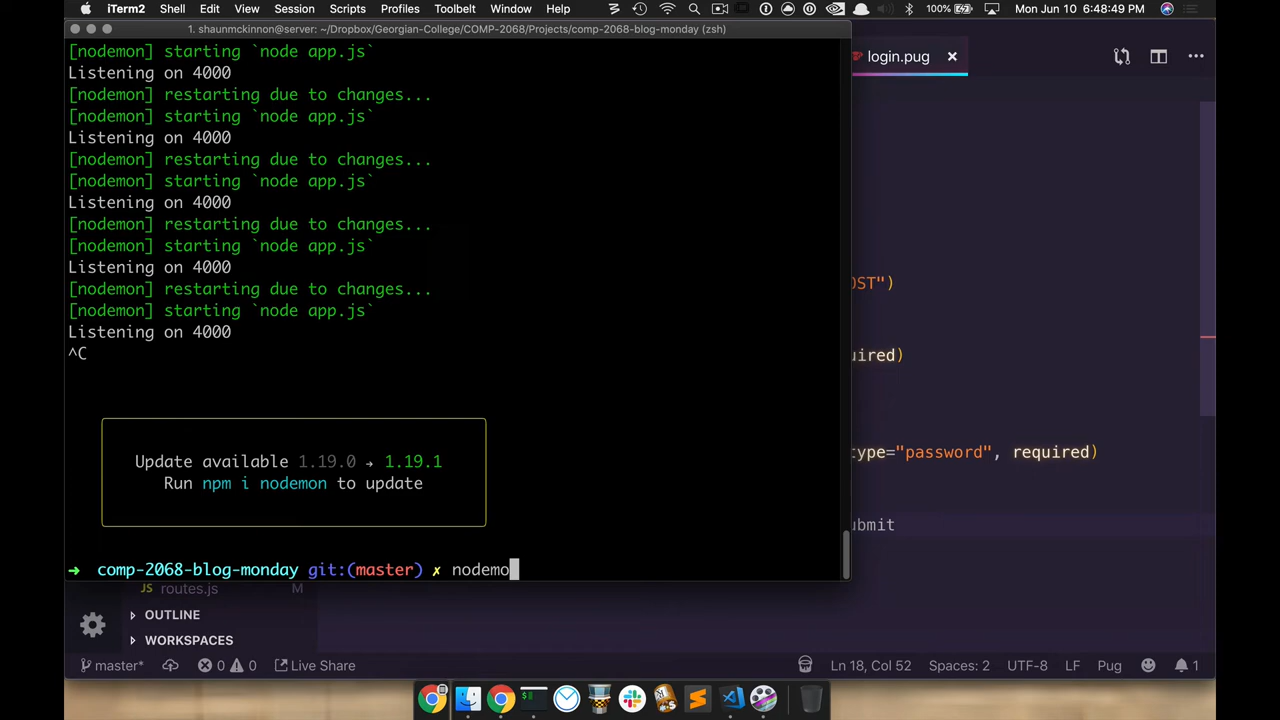 iTerm2 Shell Edit View Session Scripts Profiles Toolbelt Window Help 100% Mon Jun 10 6:48:49 PM
1. shaunmckinnon@server: ~/Dropbox/Georgian-College/COMP-2068/Projects/comp-2068-blog-monday (zsh)
login.pug
[nodemon] starting `node app.js`
Listening on 4000
[nodemon] restarting due to changes...
[nodemon] starting `node app.js`
Listening on 4000
[nodemon] restarting due to changes...
[nodemon] starting `node app.js`
Listening on 4000
[nodemon] restarting due to changes...
[nodemon] starting `node app.js`
Listening on 4000
[nodemon] restarting due to changes...
[nodemon] starting `node app.js`
Listening on 4000
^C
OST")
uired)
type="password", required)
ubmit
Update available 1.19.0 → 1.19.1
Run npm i nodemon to update
➜ comp-2068-blog-monday git:(master) ✗ nodemo
JS routes.js M
OUTLINE
WORKSPACES
master* 0 0 Live Share Ln 18, Col 52 Spaces: 2 UTF-8 LF Pug 1